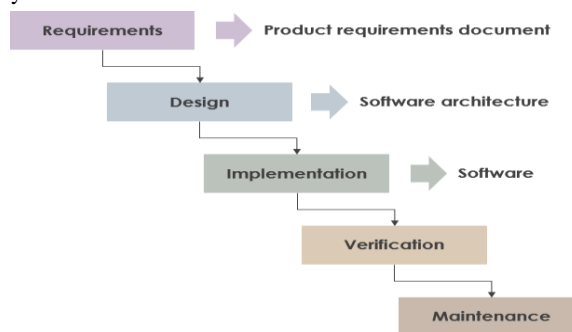 y
Requirements
Product requirements document
Design
Software architecture
Implementation
Software
Verification
Maintenance